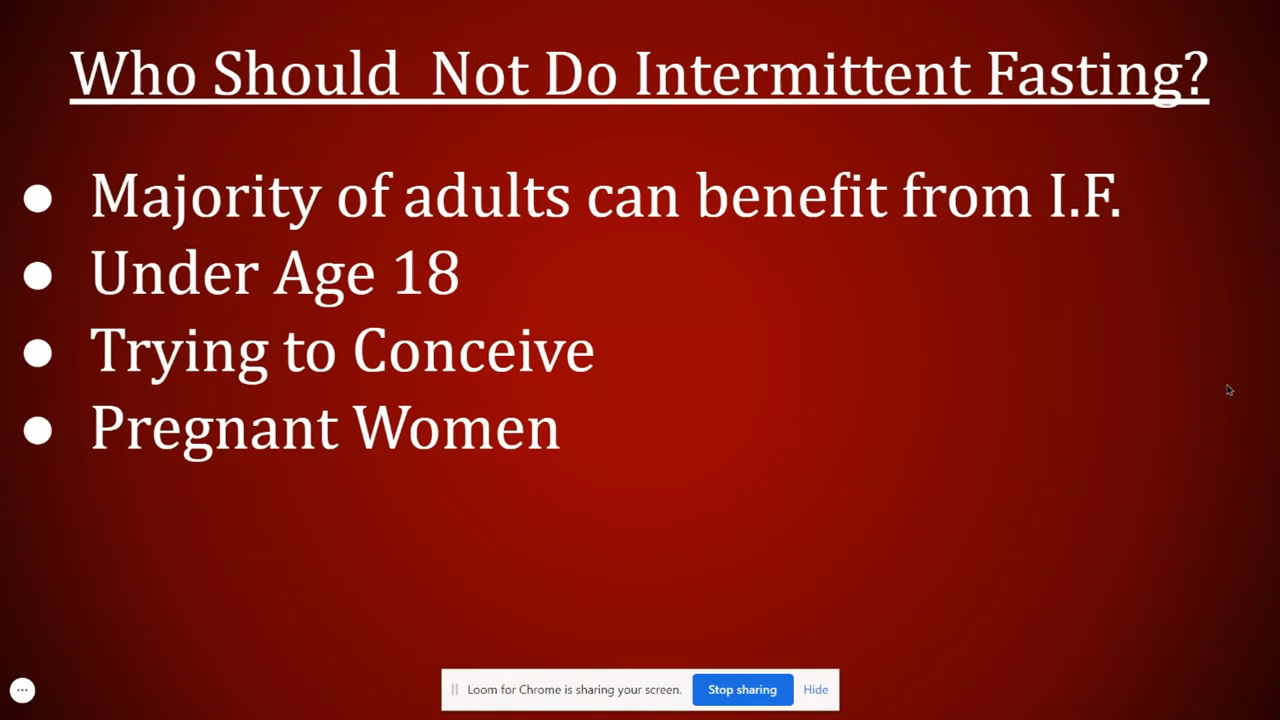 Who Should  Not Do Intermittent Fasting?
● Majority of adults can benefit from I.F.
● Under Age 18
● Trying to Conceive
● Pregnant Women
Loom for Chrome is sharing your screen. Stop sharing Hide